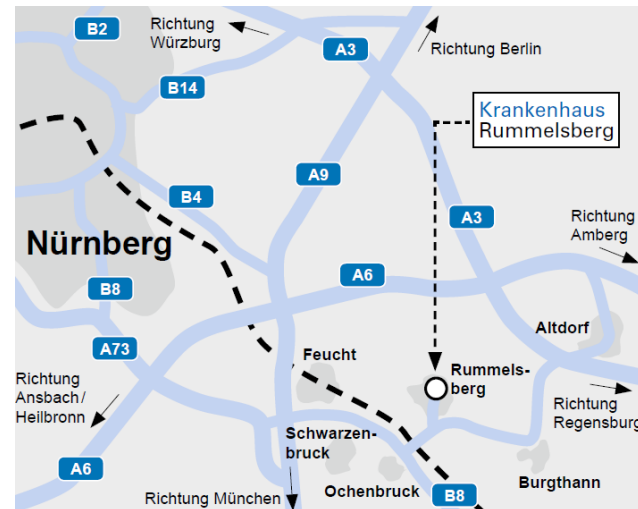 B2
Richtung
Würzburg
A3
Richtung Berlin
B14
Krankenhaus
Rummelsberg
A9
B4
A3
Richtung
Amberg
Nürnberg
A6
B8
A73
Feucht
Altdorf
Rummels-
berg
Richtung
Ansbach/
Heilbronn
Richtung
Regensburg
Schwarzen-
bruck
A6
Ochenbruck
Burgthann
Richtung München
B8